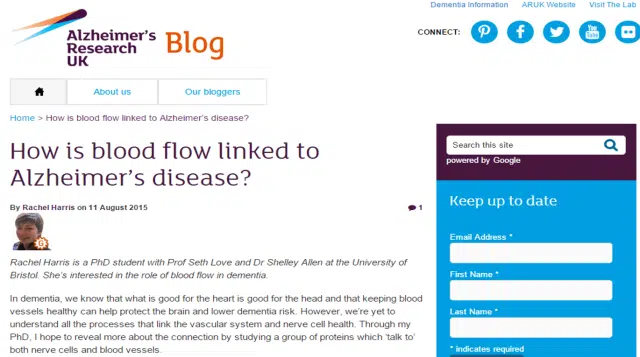 Dementia Information ARUK Website Visit The Lab
Alzheimer's
Research
UK
Blog
CONNECT:
You
Tube
About us
Our bloggers
Home > How is blood flow linked to Alzheimer's disease?
How is blood flow linked to
Alzheimer's disease?
By Rachel Harris on 11 August 2015
1
Rachel Harris is a PhD student with Prof Seth Love and Dr Shelley Allen at the University of
Bristol. She's interested in the role of blood flow in dementia.
In dementia, we know that what is good for the heart is good for the head and that keeping blood
vessels healthy can help protect the brain and lower dementia risk. However, we're yet to
understand all the processes that link the vascular system and nerve cell health. Through my
PhD, I hope to reveal more about the connection by studying a group of proteins which 'talk to'
both nerve cells and blood vessels.
Search this site
powered by Google
Keep up to date
Email Address *
First Name *
Last Name *
* indicates required